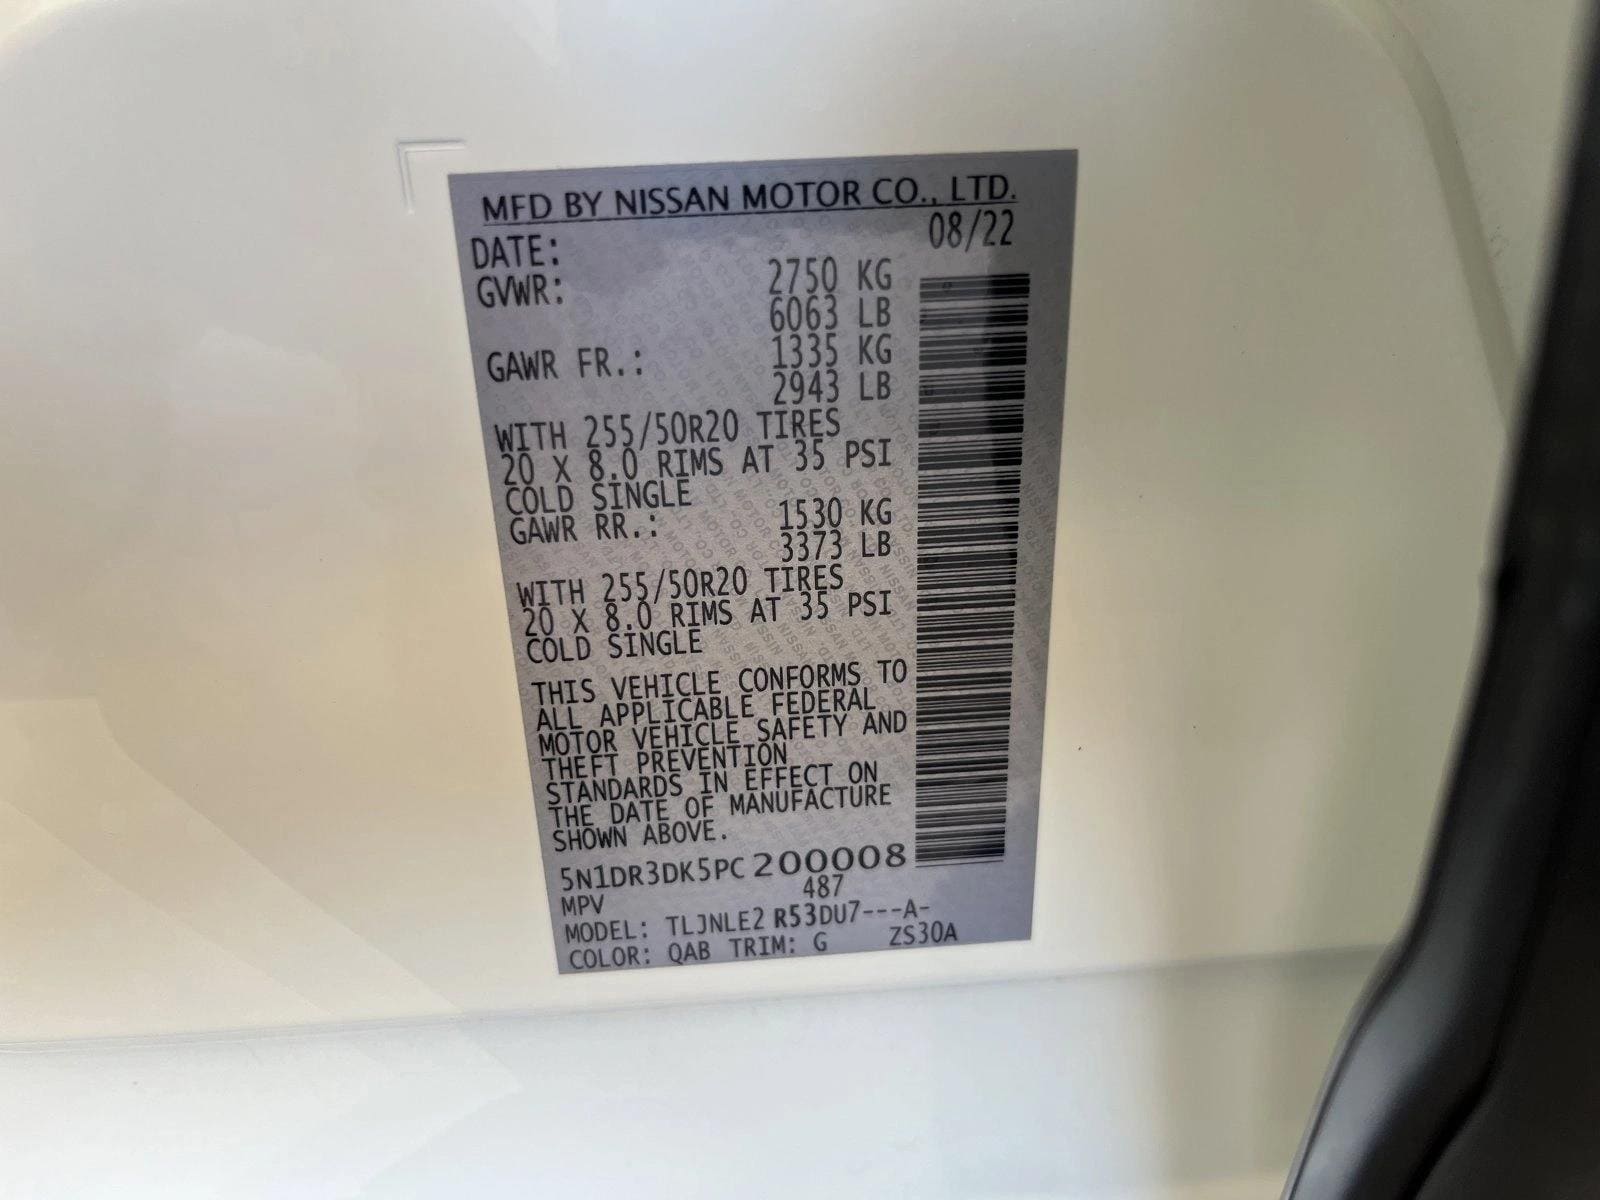 MFD BY NISSAN MOTOR CO., LTD.
DATE: 08/22
GVWR: 2750 KG
6063 LB
GAWR FR.: 1335 KG
2943 LB
WITH 255/50R20 TIRES
20 X 8.0 RIMS AT 35 PSI
COLD SINGLE
GAWR RR.: 1530 KG
3373 LB
WITH 255/50R20 TIRES
20 X 8.0 RIMS AT 35 PSI
COLD SINGLE
THIS VEHICLE CONFORMS TO
ALL APPLICABLE FEDERAL
MOTOR VEHICLE SAFETY AND
THEFT PREVENTION
STANDARDS IN EFFECT ON
THE DATE OF MANUFACTURE
SHOWN ABOVE.
5N1DR3DK5PC200008
MPV 487
MODEL: TLJNLE2 R53DU7---A-
COLOR: QAB TRIM: G ZS30A